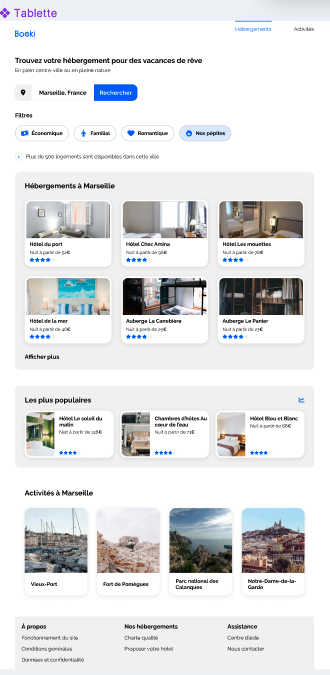 Tablette
Booki
Hébergements
Activités
Trouvez votre hébergement pour des vacances de rêve
En plein centre-ville ou en pleine nature
Marseille, France
Rechercher
Filtres
Économique
Familial
Romantique
Nos pépites
Plus de 500 logements sont disponibles dans cette ville
Hébergements à Marseille
Hôtel du port
Nuit à partir de 52€
Hôtel Chez Amina
Nuit à partir de 96€
Hôtel Les mouettes
Nuit à partir de 76€
Hôtel de la mer
Nuit à partir de 46€
Auberge La Canebière
Nuit à partir de 25€
Auberge Le Panier
Nuit à partir de 23€
Afficher plus
Les plus populaires
Hôtel Le soleil du
matin
Nuit à partir de 128€
Chambres d'hôtes Au
cœur de l'eau
Nuit à partir de 71€
Hôtel Bleu et Blanc
Nuit à partir de 68€
Activités à Marseille
Vieux-Port
Fort de Pomègues
Parc national des
Calanques
Notre-Dame-de-la-
Garde
À propos
Fonctionnement du site
Conditions générales
Données et confidentialité
Nos hébergements
Charte qualité
Proposer votre hôtel
Assistance
Centre d'aide
Nous contacter